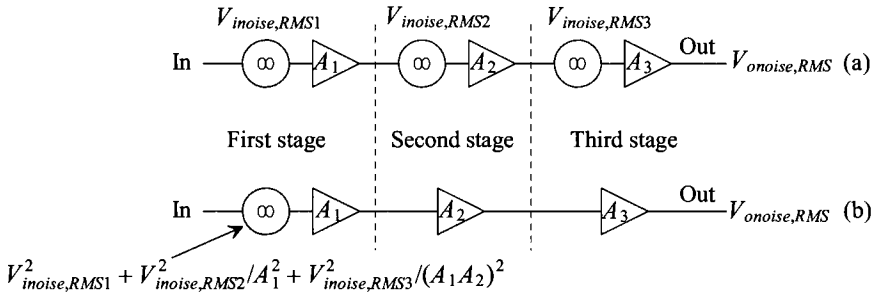 V_{inoise,RMS1} V_{inoise,RMS2} V_{inoise,RMS3}
In ∞ A_1 ∞ A_2 ∞ A_3 Out V_{onoise,RMS} (a)
First stage Second stage Third stage
In ∞ A_1 A_2 A_3 Out V_{onoise,RMS} (b)
V^2_{inoise,RMS1} + V^2_{inoise,RMS2}/A_1^2 + V^2_{inoise,RMS3}/(A_1A_2)^2